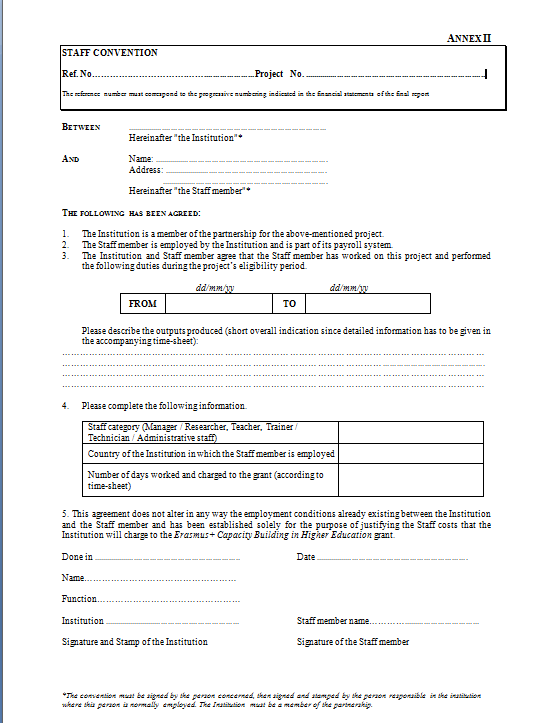 ANNEX II
STAFF CONVENTION
Ref. No.................................................Project No. ................................................................
The reference number must correspond to the progressive numbering indicated in the financial statements of the final report
BETWEEN ................................................................
Hereinafter "the Institution"*
AND Name: ........................................................
Address: ....................................................
................................................................
Hereinafter "the Staff member"*
THE FOLLOWING HAS BEEN AGREED:
1. The Institution is a member of the partnership for the above-mentioned project.
2. The Staff member is employed by the Institution and is part of its payroll system.
3. The Institution and Staff member agree that the Staff member has worked on this project and performed
the following duties during the project's eligibility period.
dd/mm/yy dd/mm/yy
FROM TO
Please describe the outputs produced (short overall indication since detailed information has to be given in
the accompanying time-sheet):
................................................................................................................................
................................................................................................................................
................................................................................................................................
................................................................................................................................
4. Please complete the following information.
Staff category (Manager / Researcher, Teacher, Trainer /
Technician / Administrative staff)
Country of the Institution in which the Staff member is employed
Number of days worked and charged to the grant (according to
time-sheet)
5. This agreement does not alter in any way the employment conditions already existing between the Institution
and the Staff member and has been established solely for the purpose of justifying the Staff costs that the
Institution will charge to the Erasmus+ Capacity Building in Higher Education grant.
Done in ................................................ Date ................................................
Name................................................
Function................................................
Institution ............................................ Staff member name....................................
Signature and Stamp of the Institution Signature of the Staff member
*The convention must be signed by the person concerned, then signed and stamped by the person responsible in the institution
where this person is normally employed. The Institution must be a member of the partnership.